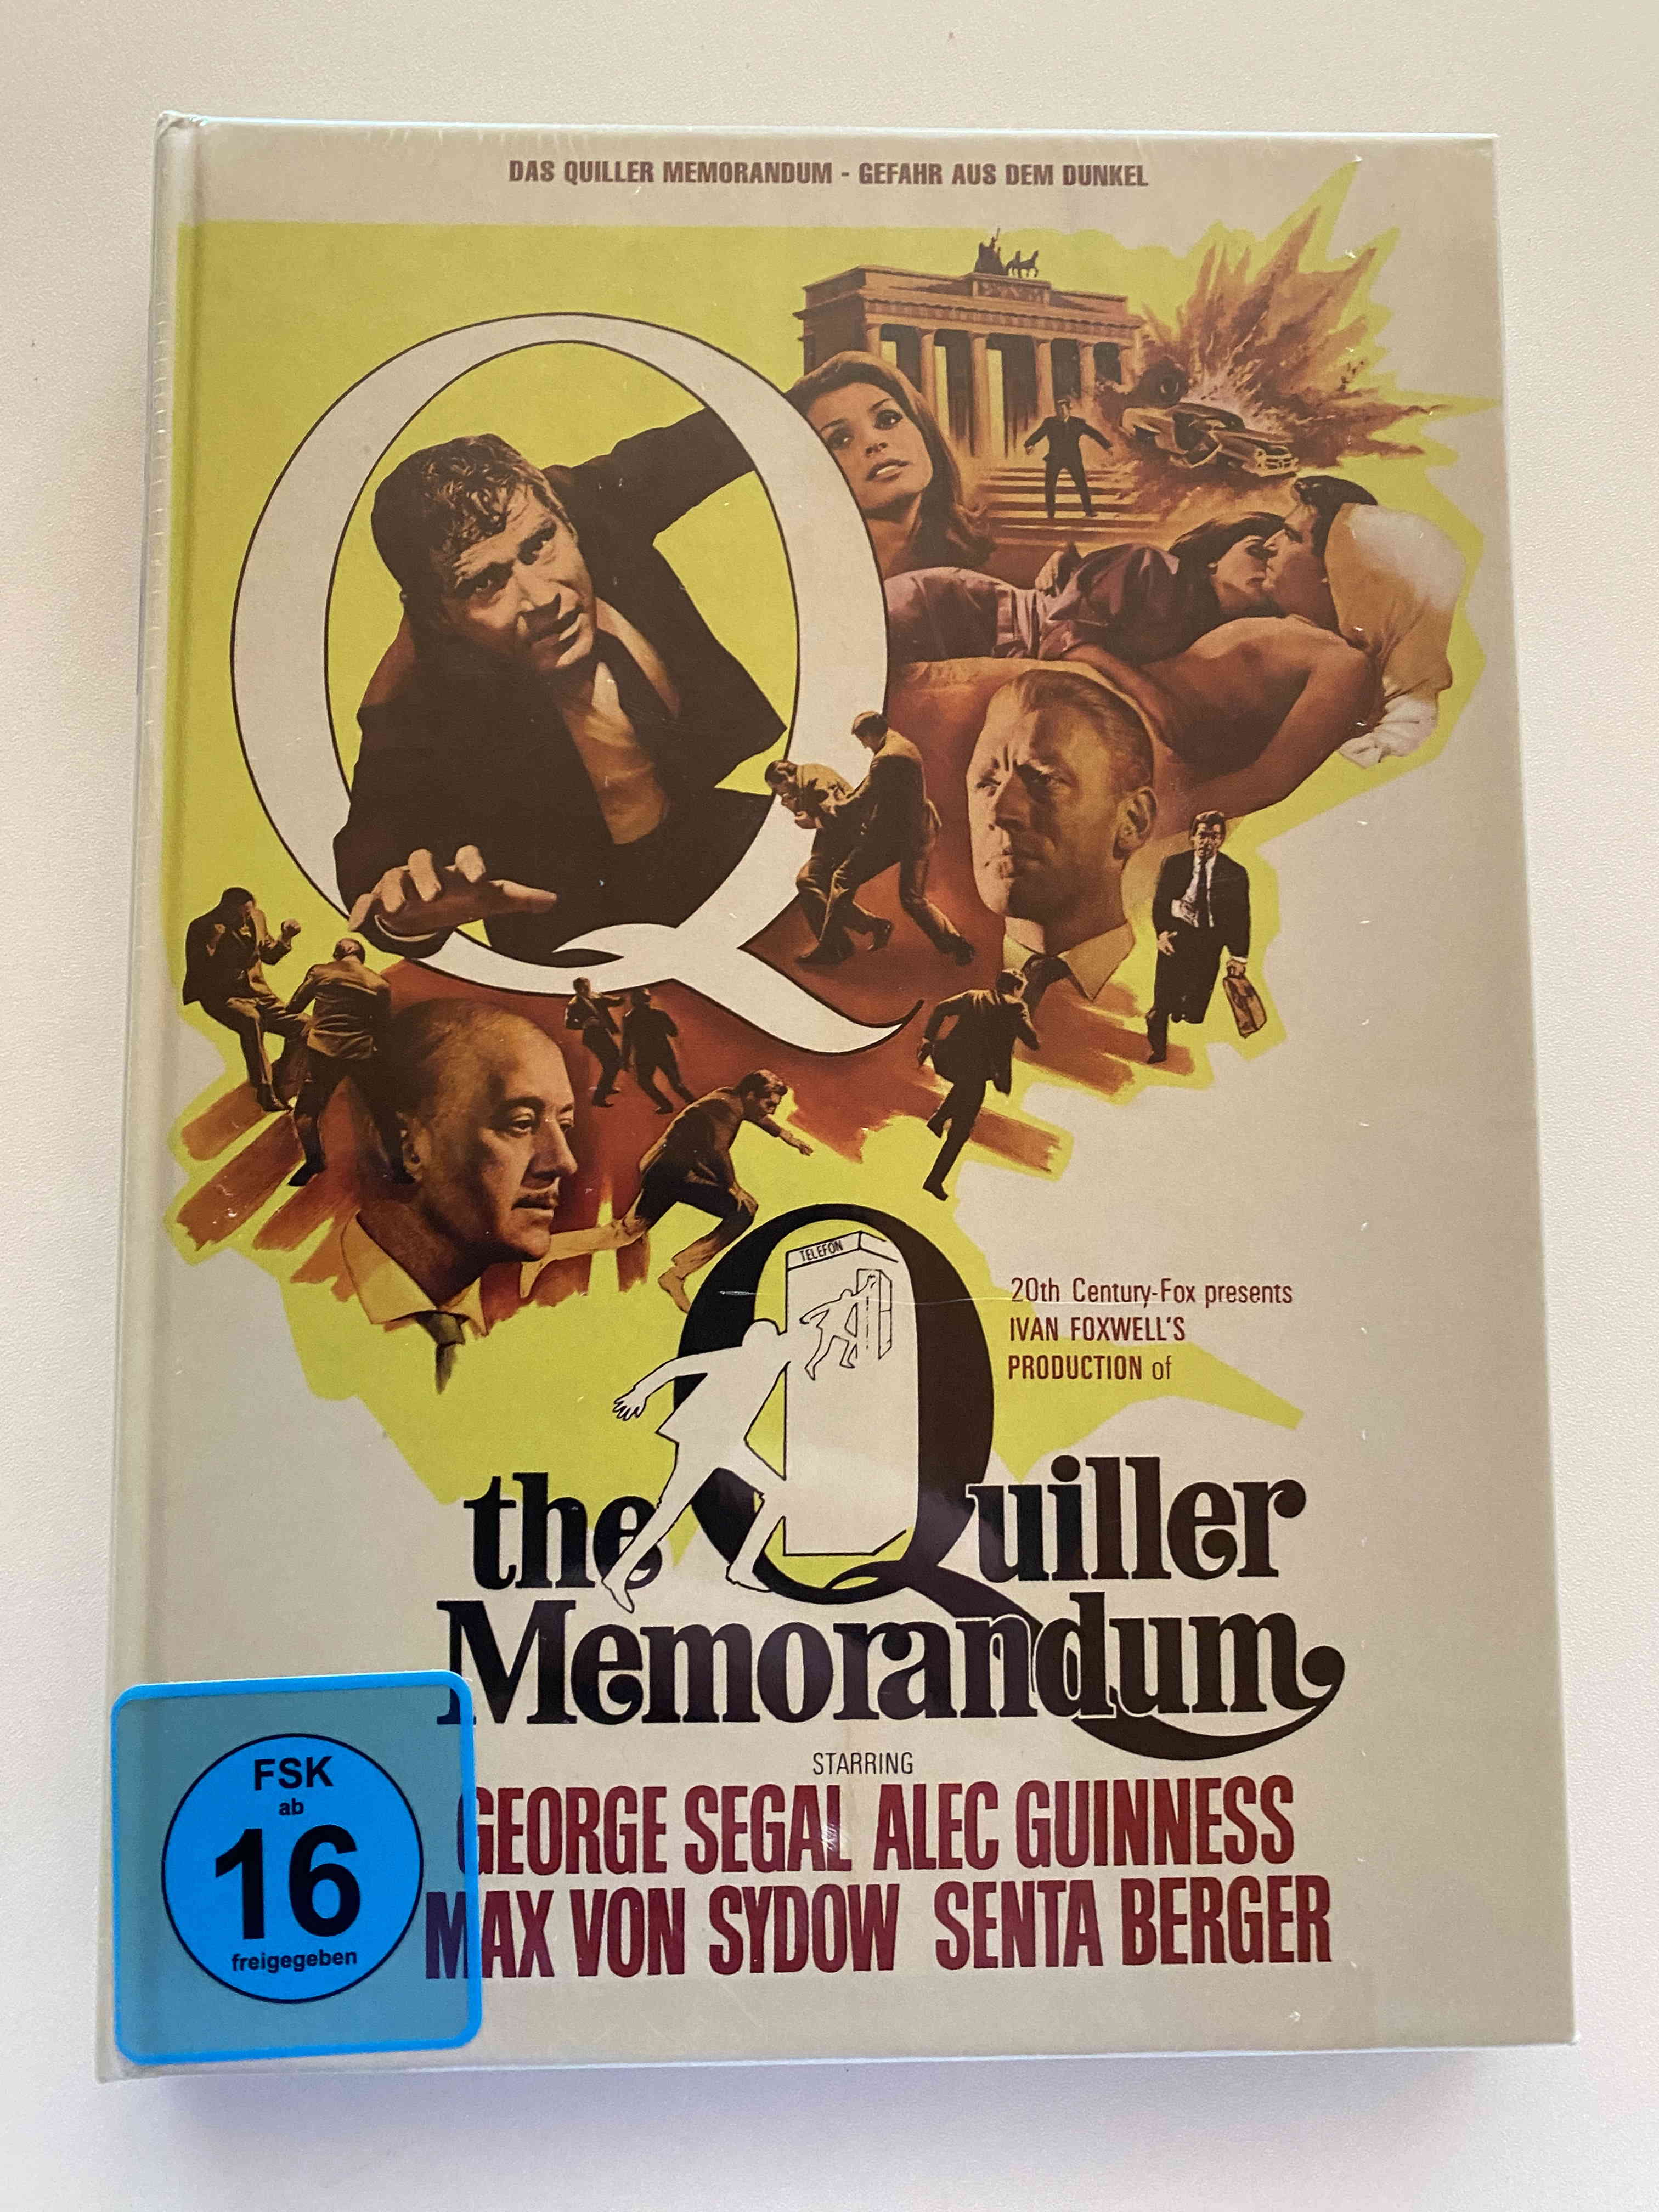 DAS QUILLER MEMORANDUM - GEFAHR AUS DEM DUNKEL
TELEFON
20th Century-Fox presents
IVAN FOXWELL'S
PRODUCTION of
the Quiller
Memorandum
STARRING
GEORGE SEGAL ALEC GUINNESS
MAX VON SYDOW SENTA BERGER
FSK
ab
16
freigegeben